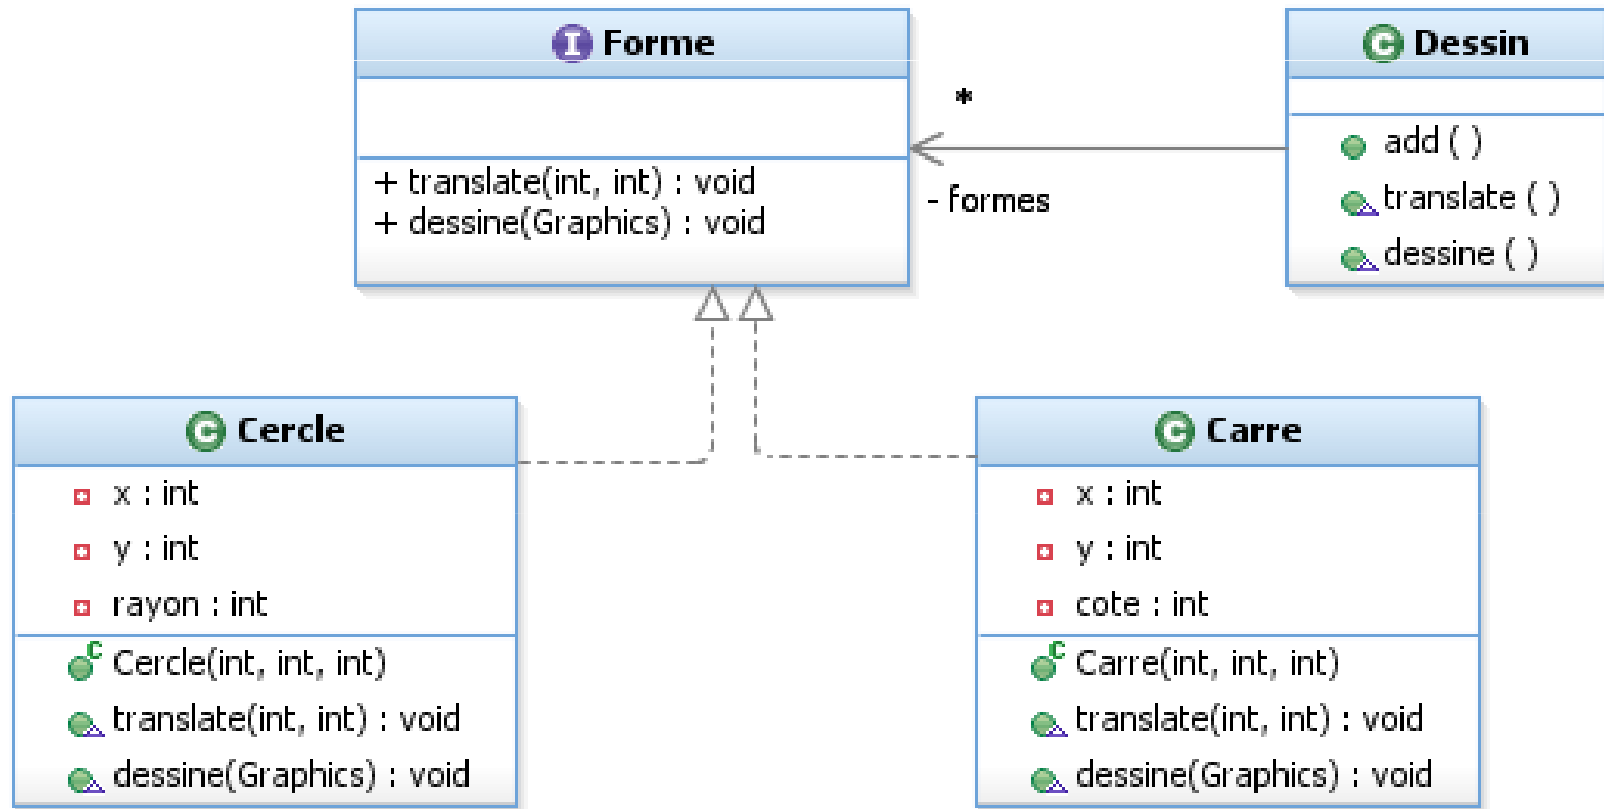 I Forme
+ translate(int, int) : void
+ dessine(Graphics) : void
*
- formes
C Dessin
add ( )
translate ( )
dessine ( )
C Cercle
x : int
y : int
rayon : int
C Cercle(int, int, int)
translate(int, int) : void
dessine(Graphics) : void
C Carre
x : int
y : int
cote : int
C Carre(int, int, int)
translate(int, int) : void
dessine(Graphics) : void